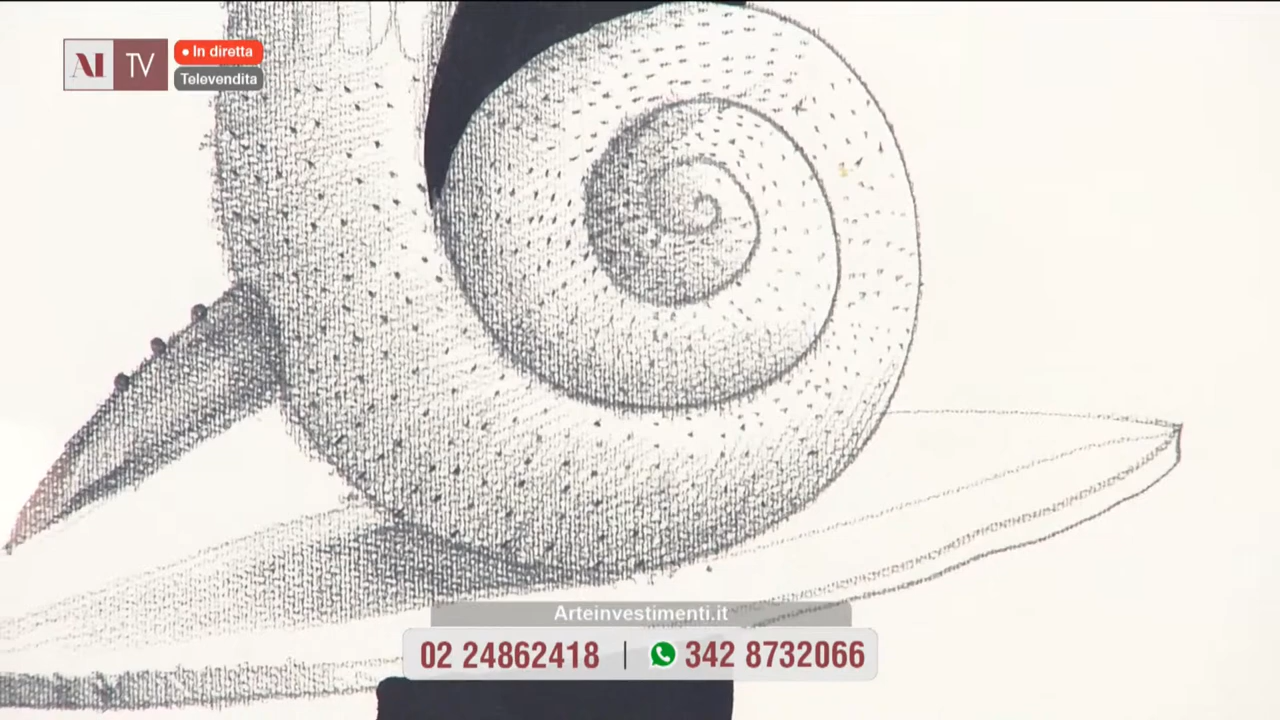 AI TV
In diretta
Televendita
Arteinvestimenti.it
02 24862418 | 342 8732066